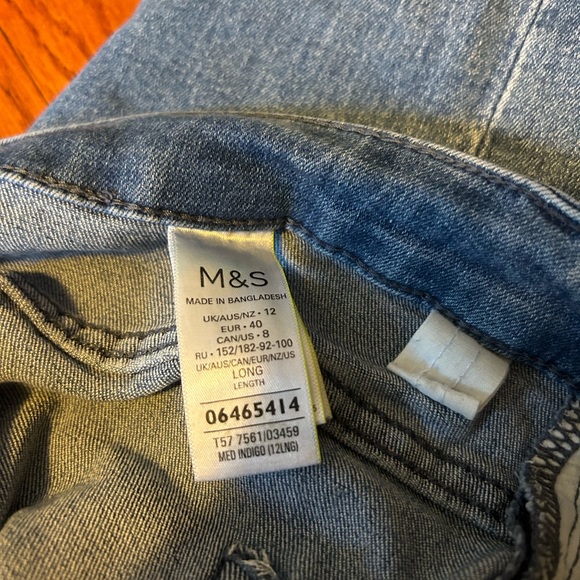 M&S
MADE IN BANGLADESH
UK/AUS/NZ • 12
EUR • 40
CAN/US • 8
RU • 152/182-92-100
UK/AUS/CAN/EUR/NZ/US
LONG
LENGTH
06465414
T57 7561/03459
MED INDIGO (12LNG)